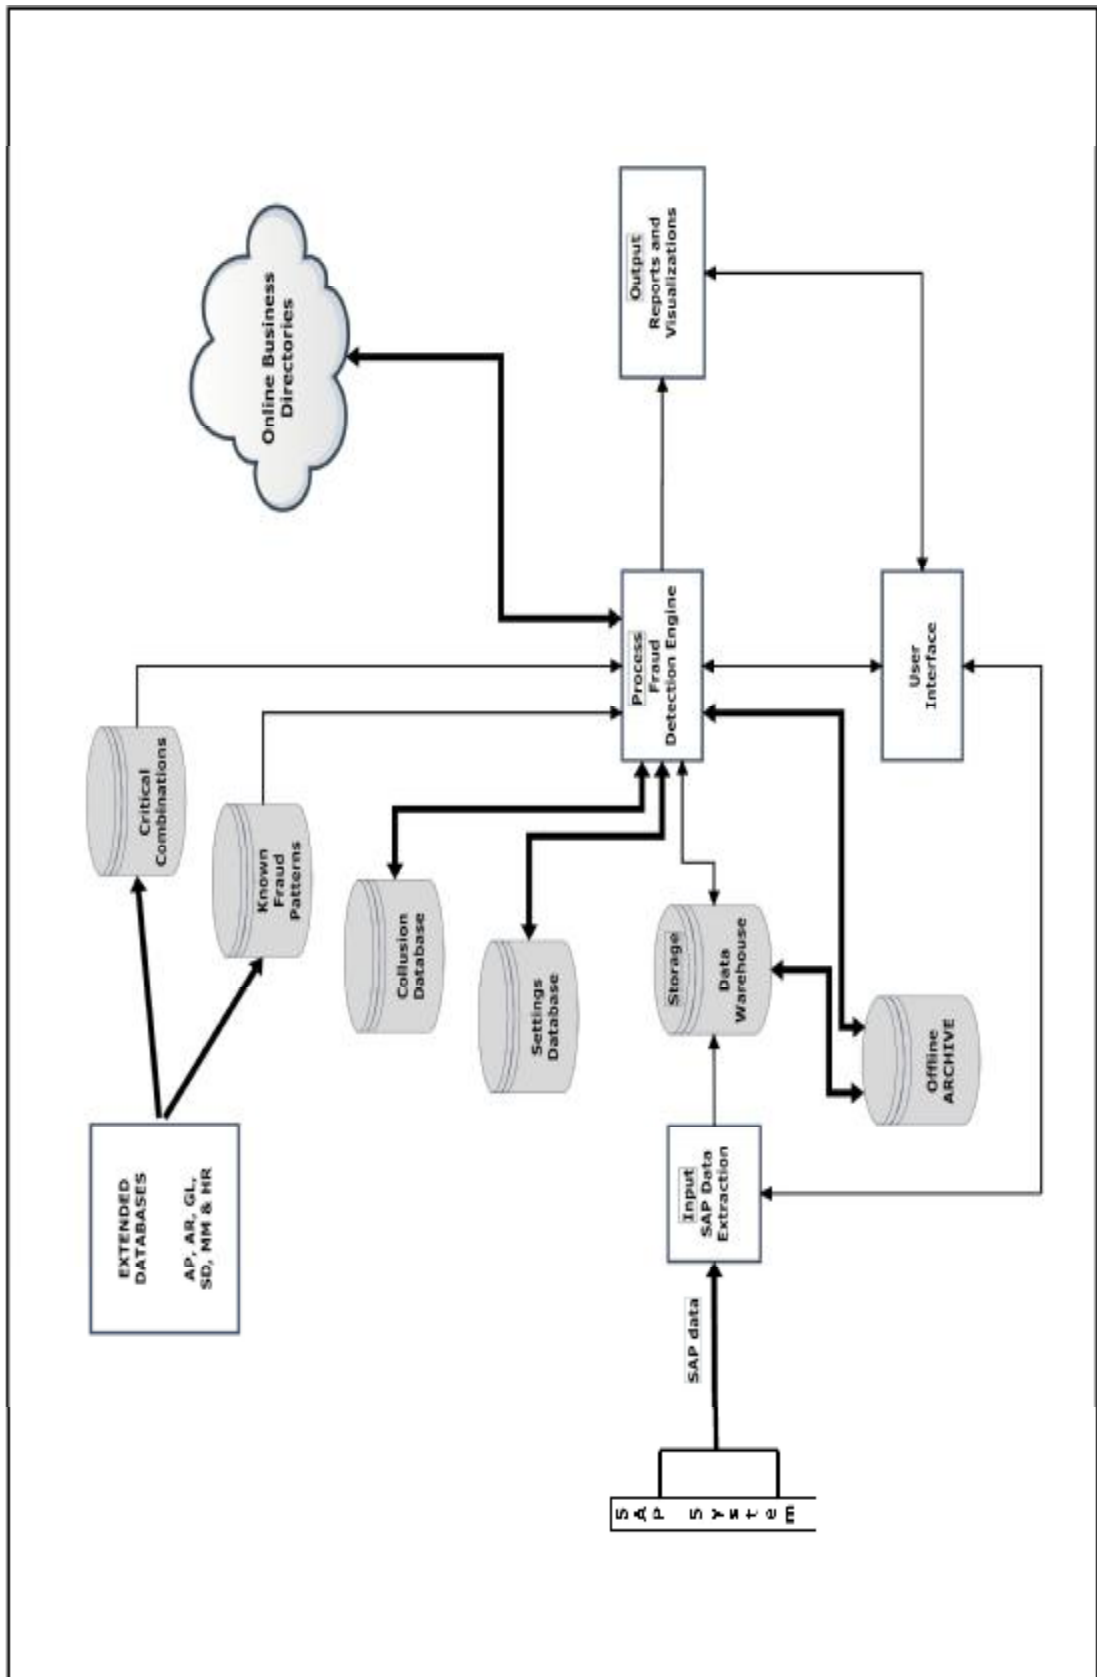 EXTENDED
DATABASES
AP, AR, GL,
SD, MM & HR
Critical
Combinations
Known
Fraud
Patterns
Online Business
Directories
Collusion
Database
Settings
Database
SAP System
SAP data
Input
SAP Data
Extraction
Storage
Data
Warehouse
Process
Fraud
Detection Engine
Output
Reports and
Visualizations
Offline
ARCHIVE
User
Interface